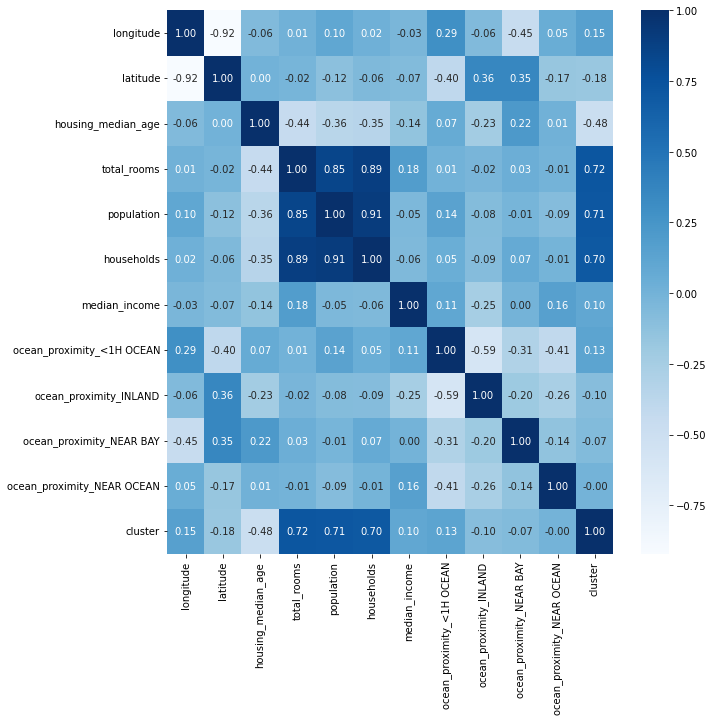 longitude 1.00 -0.92 -0.06 0.01 0.10 0.02 -0.03 0.29 -0.06 -0.45 0.05 0.15
latitude -0.92 1.00 0.00 -0.02 -0.12 -0.06 -0.07 -0.40 0.36 0.35 -0.17 -0.18
housing_median_age -0.06 0.00 1.00 -0.44 -0.36 -0.35 -0.14 0.07 -0.23 0.22 0.01 -0.48
total_rooms 0.01 -0.02 -0.44 1.00 0.85 0.89 0.18 0.01 -0.02 0.03 -0.01 0.72
population 0.10 -0.12 -0.36 0.85 1.00 0.91 -0.05 0.14 -0.08 -0.01 -0.09 0.71
households 0.02 -0.06 -0.35 0.89 0.91 1.00 -0.06 0.05 -0.09 0.07 -0.01 0.70
median_income -0.03 -0.07 -0.14 0.18 -0.05 -0.06 1.00 0.11 -0.25 0.00 0.16 0.10
ocean_proximity_<1H OCEAN 0.29 -0.40 0.07 0.01 0.14 0.05 0.11 1.00 -0.59 -0.31 -0.41 0.13
ocean_proximity_INLAND -0.06 0.36 -0.23 -0.02 -0.08 -0.09 -0.25 -0.59 1.00 -0.20 -0.26 -0.10
ocean_proximity_NEAR BAY -0.45 0.35 0.22 0.03 -0.01 0.07 0.00 -0.31 -0.20 1.00 -0.14 -0.07
ocean_proximity_NEAR OCEAN 0.05 -0.17 0.01 -0.01 -0.09 -0.01 0.16 -0.41 -0.26 -0.14 1.00 -0.00
cluster 0.15 -0.18 -0.48 0.72 0.71 0.70 0.10 0.13 -0.10 -0.07 -0.00 1.00
longitude
latitude
housing_median_age
total_rooms
population
households
median_income
ocean_proximity_<1H OCEAN
ocean_proximity_INLAND
ocean_proximity_NEAR BAY
ocean_proximity_NEAR OCEAN
cluster
1.00
0.75
0.50
0.25
0.00
−0.25
−0.50
−0.75